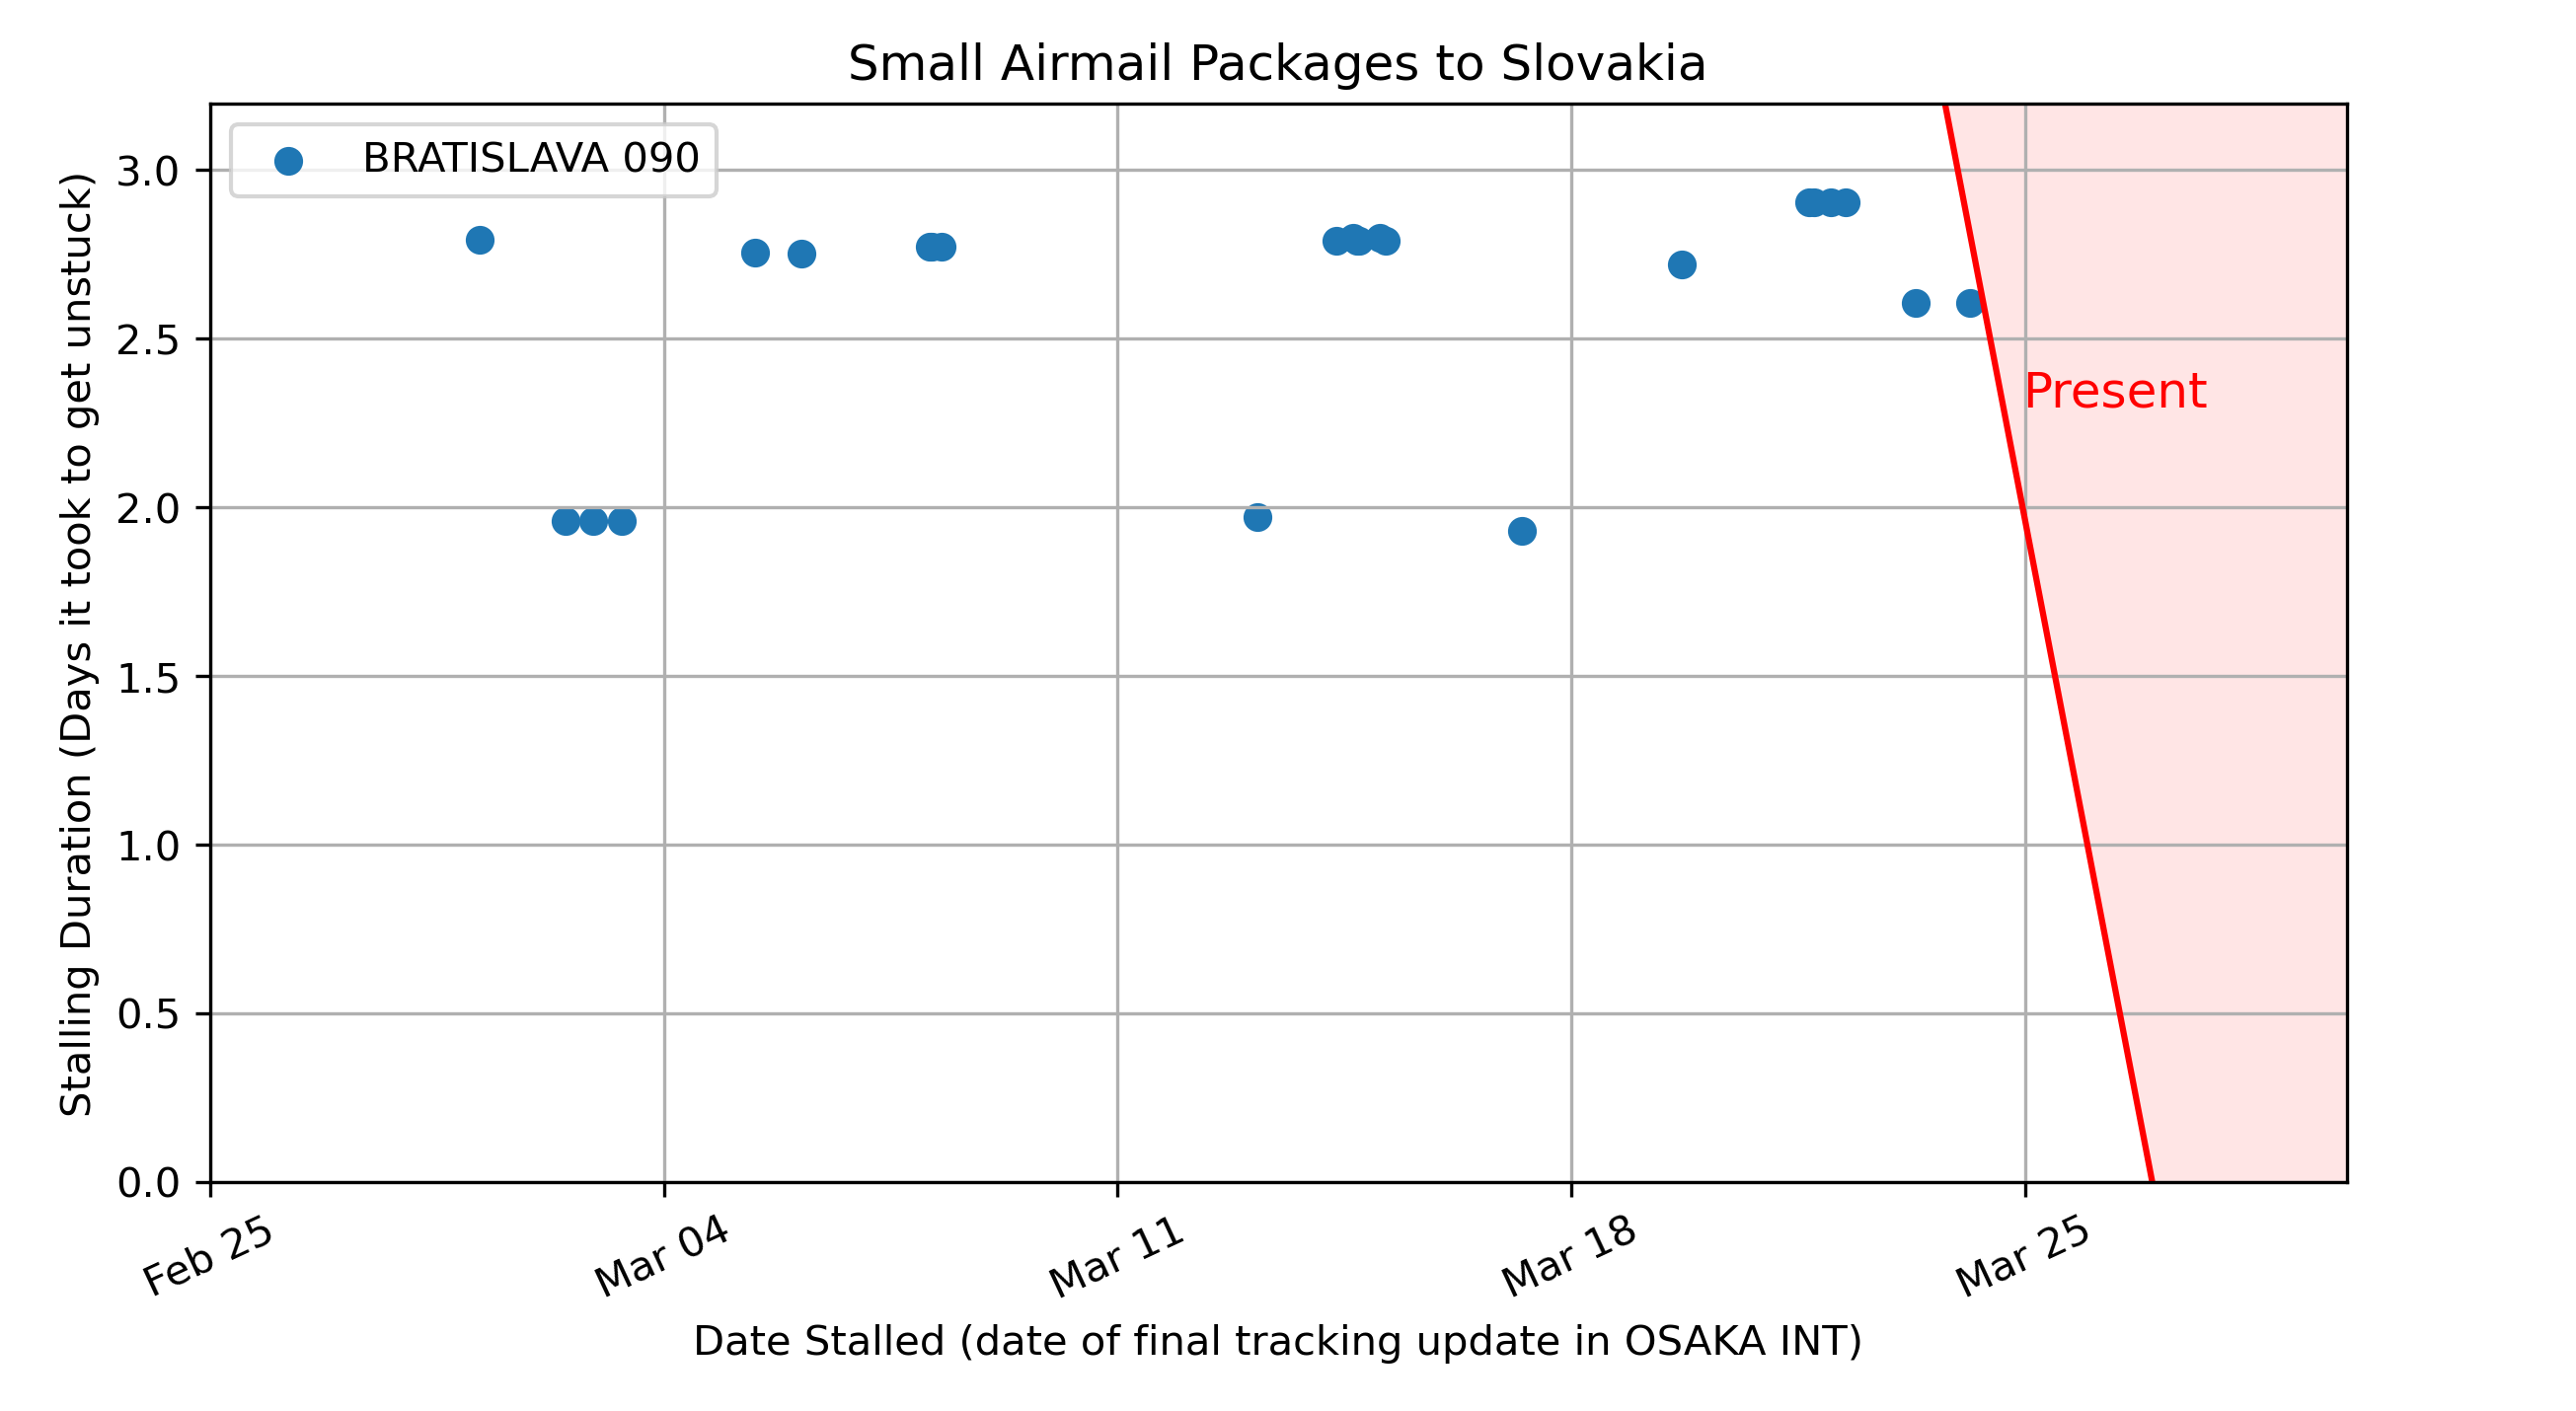 Small Airmail Packages to Slovakia
BRATISLAVA 090
Stalling Duration (Days it took to get unstuck)
3.0
2.5
2.0
1.5
1.0
0.5
0.0
Present
Feb 25
Mar 04
Mar 11
Mar 18
Mar 25
Date Stalled (date of final tracking update in OSAKA INT)